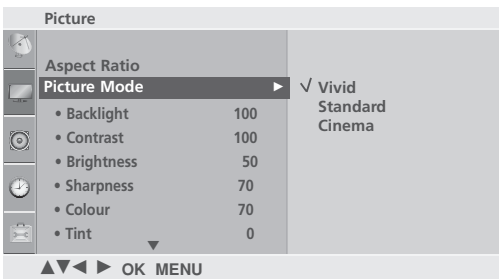 Picture
Aspect Ratio
Picture Mode
• Backlight 100
• Contrast 100
• Brightness 50
• Sharpness 70
• Colour 70
• Tint 0
√ Vivid
Standard
Cinema
▲▼◄ ► OK MENU